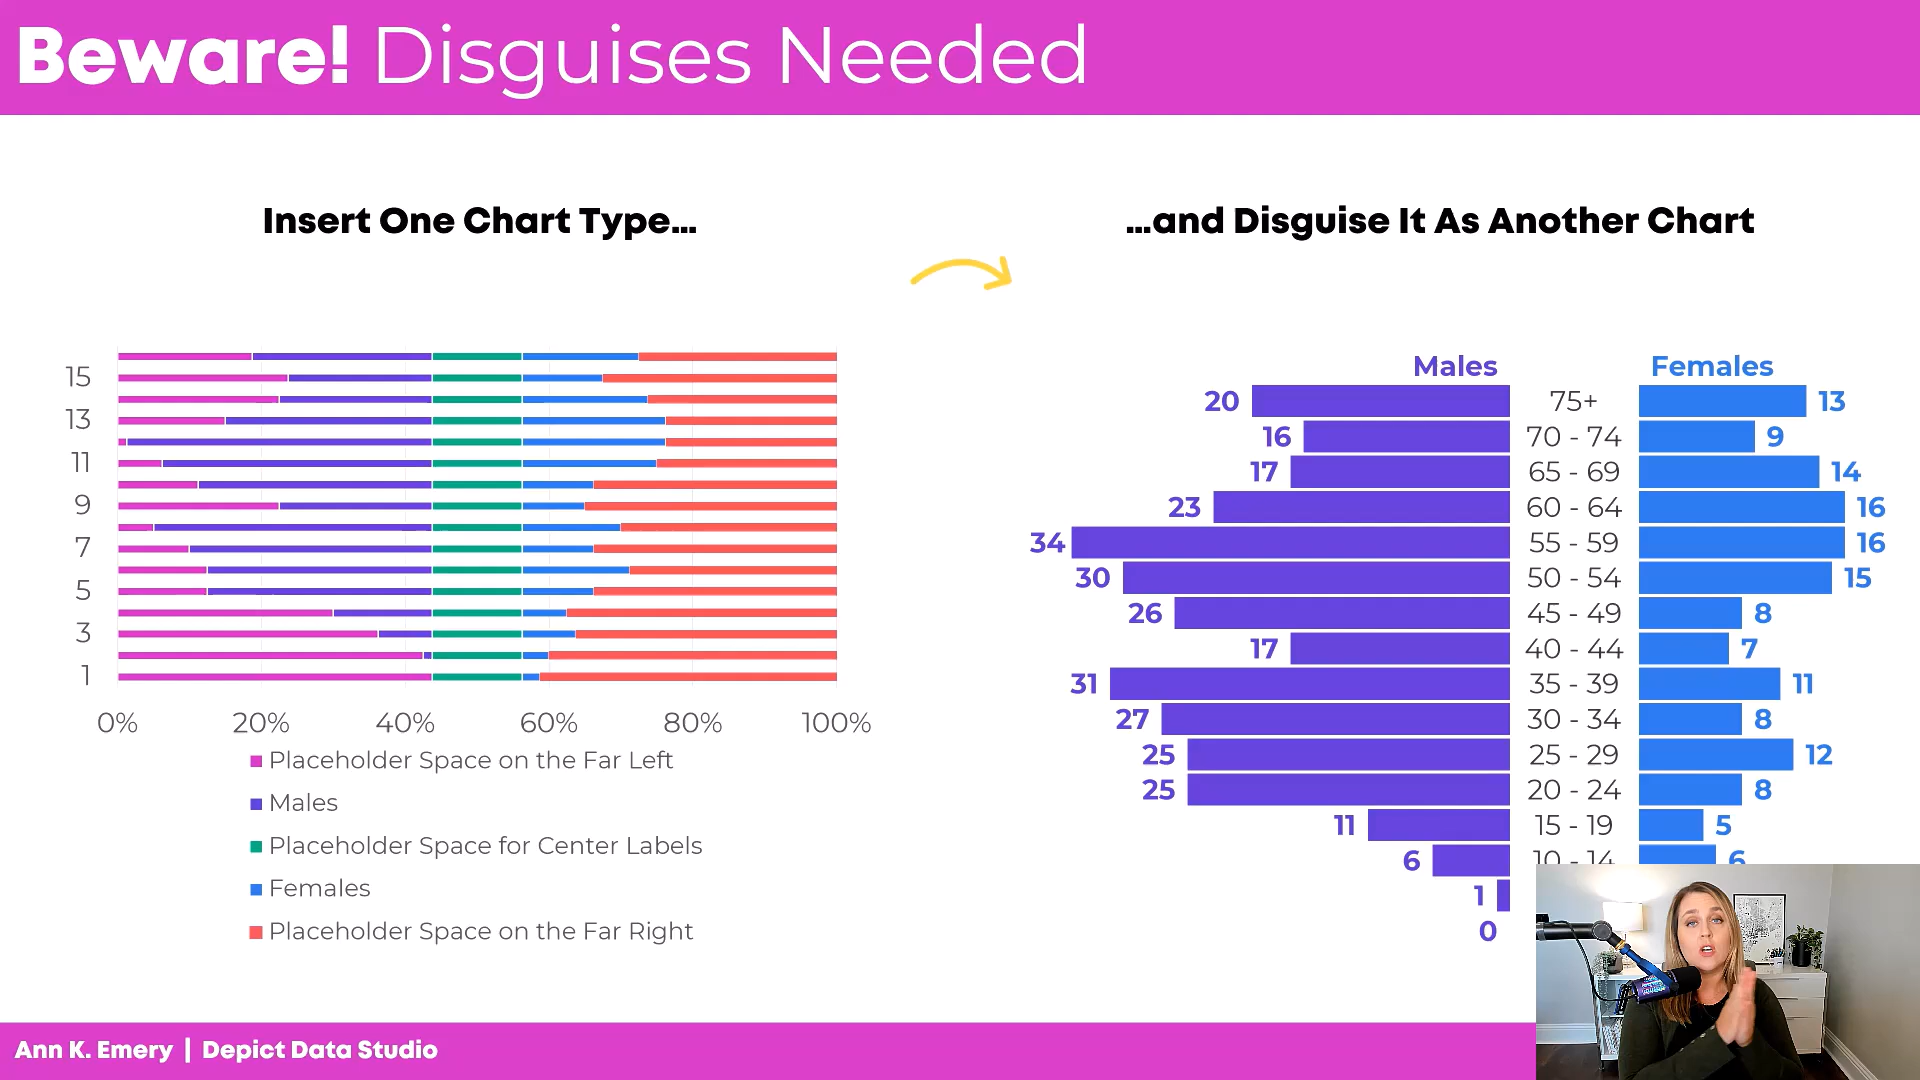 Beware! Disguises Needed
Insert One Chart Type...
15
13
11
9
7
5
3
1
0% 20% 40% 60% 80% 100%
Placeholder Space on the Far Left
Males
Placeholder Space for Center Labels
Females
Placeholder Space on the Far Right
...and Disguise It As Another Chart
Males Females
20 75+ 13
16 70 - 74 9
17 65 - 69 14
23 60 - 64 16
34 55 - 59 16
30 50 - 54 15
26 45 - 49 8
17 40 - 44 7
31 35 - 39 11
27 30 - 34 8
25 25 - 29 12
25 20 - 24 8
11 15 - 19 5
6 10 - 14 6
1
0
Ann K. Emery | Depict Data Studio